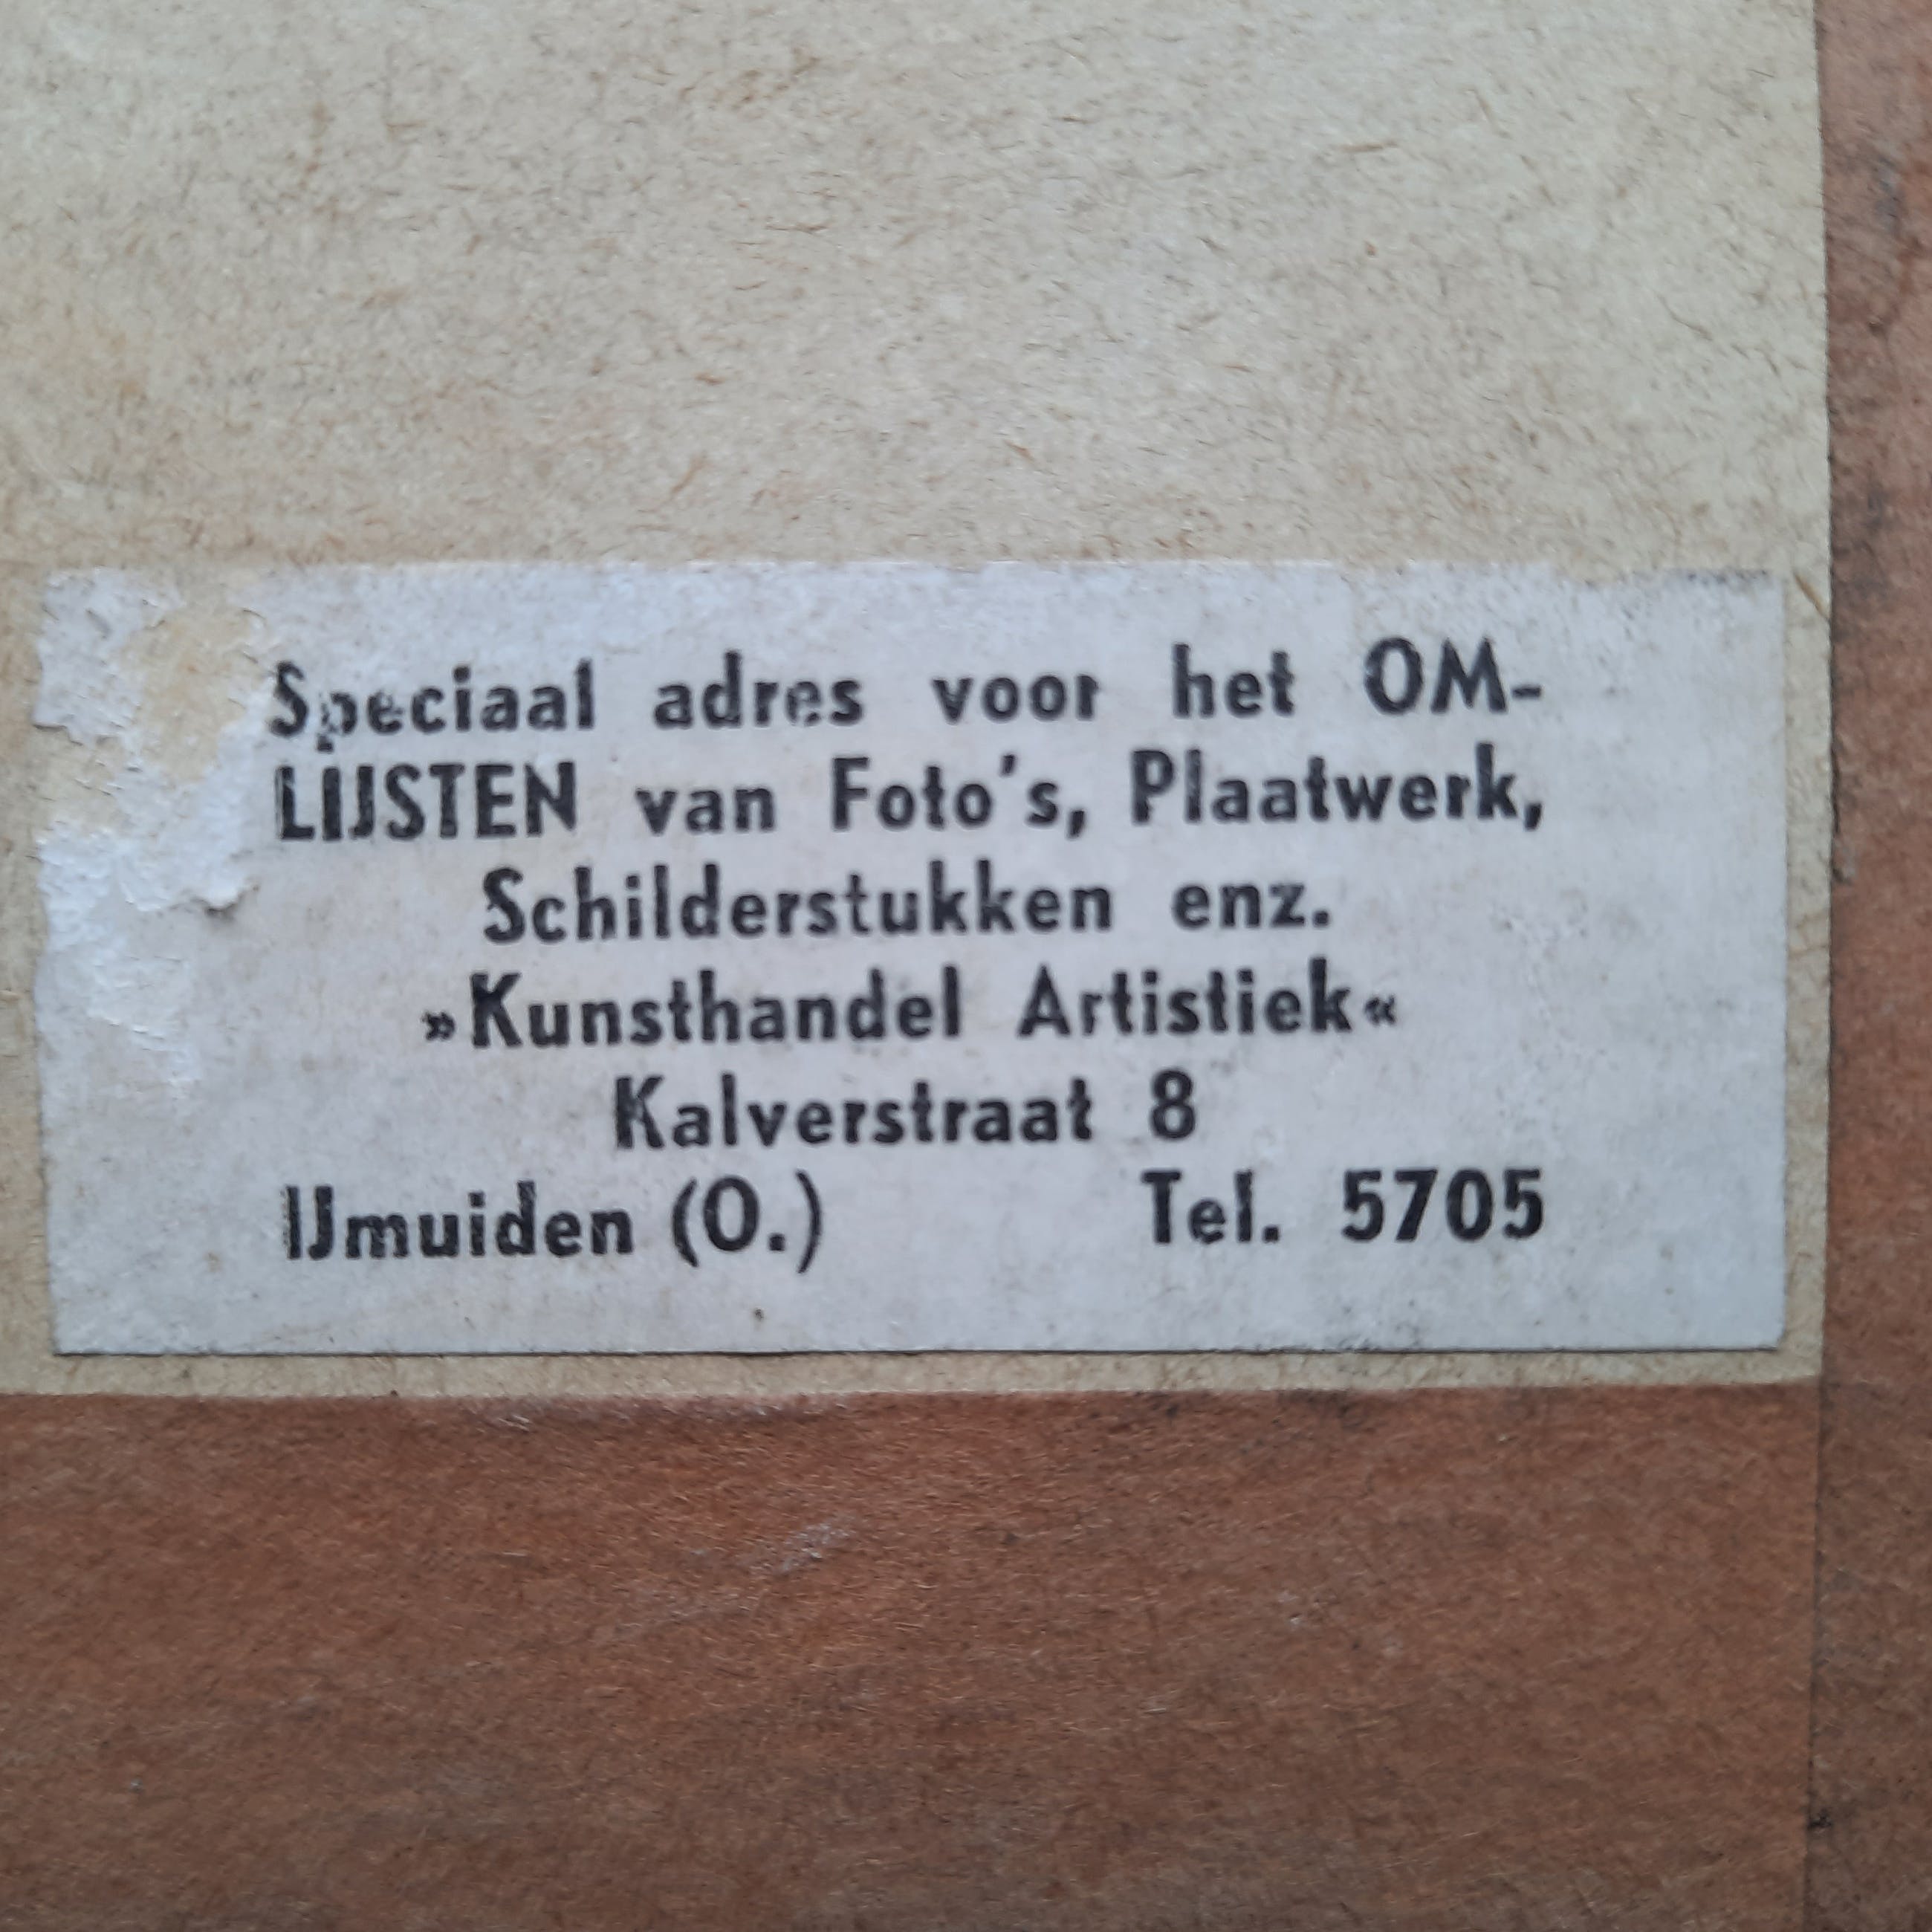 Speciaal adres voor het OM-
LIJSTEN van Foto's, Plaatwerk,
Schilderstukken enz.
»Kunsthandel Artistiek«
Kalverstraat 8
IJmuiden (O.) Tel. 5705